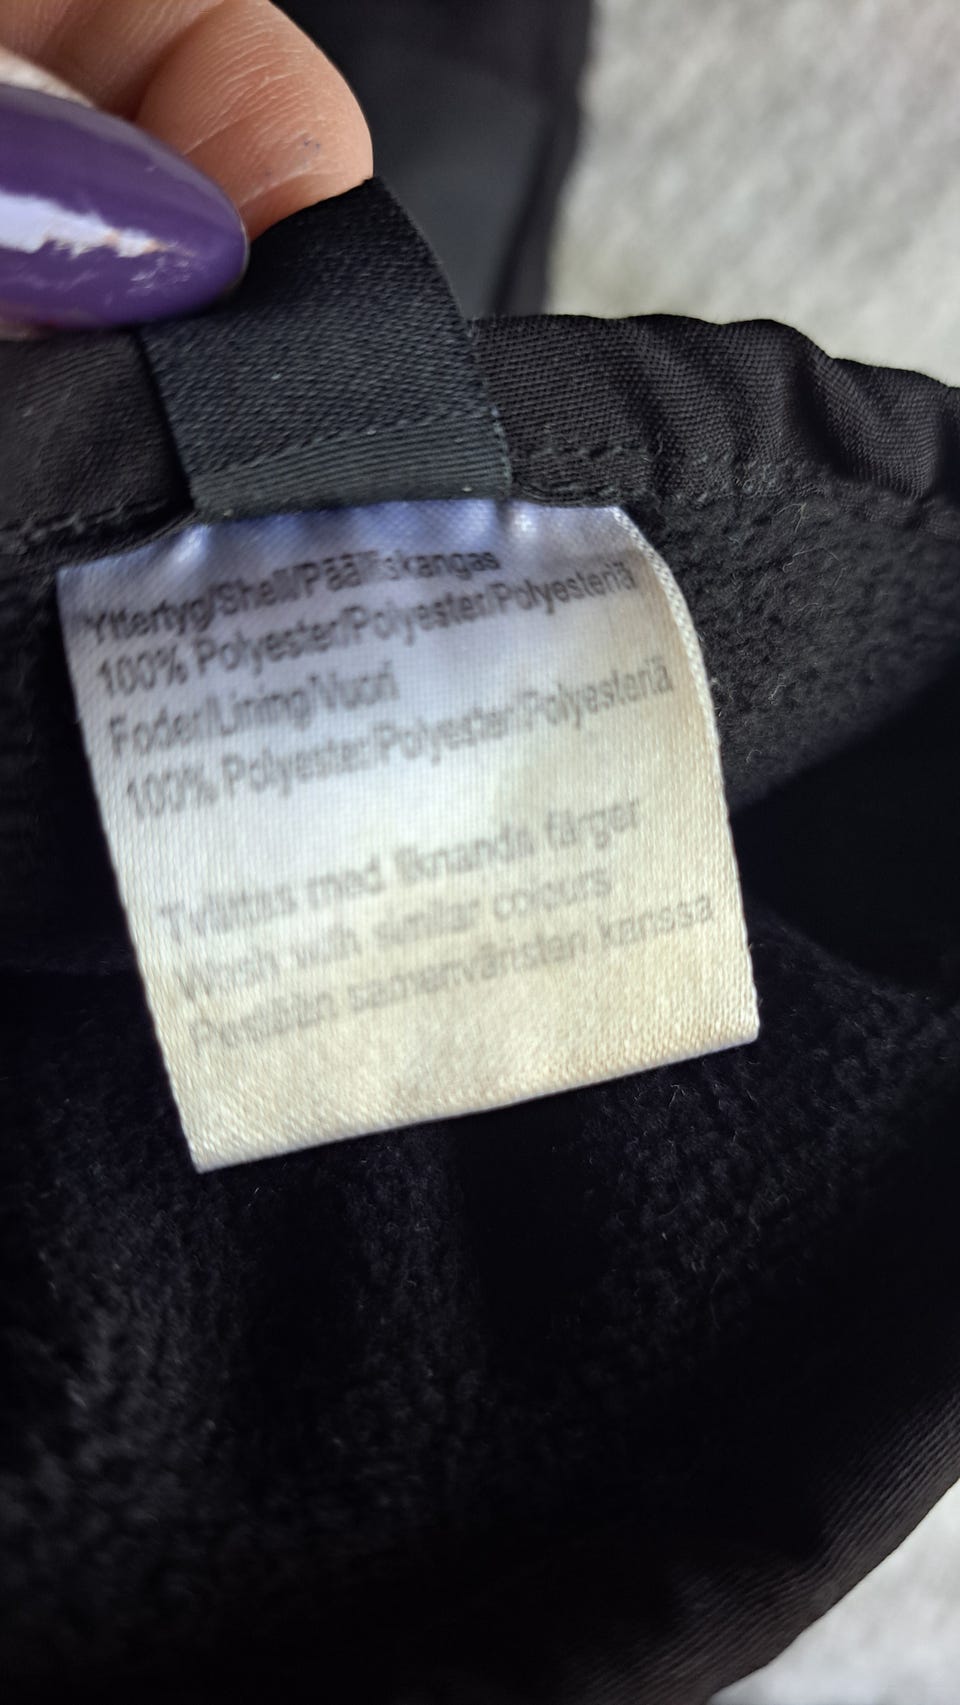 Yttertyg/Shell/Päällyskangas
100% Polyester/Polyester/Polyesteriä
Foder/Lining/Vuori
100% Polyester/Polyester/Polyesteriä
Tvättas med liknande färger
Wash with similar colours
Pestään samanväristen kanssa